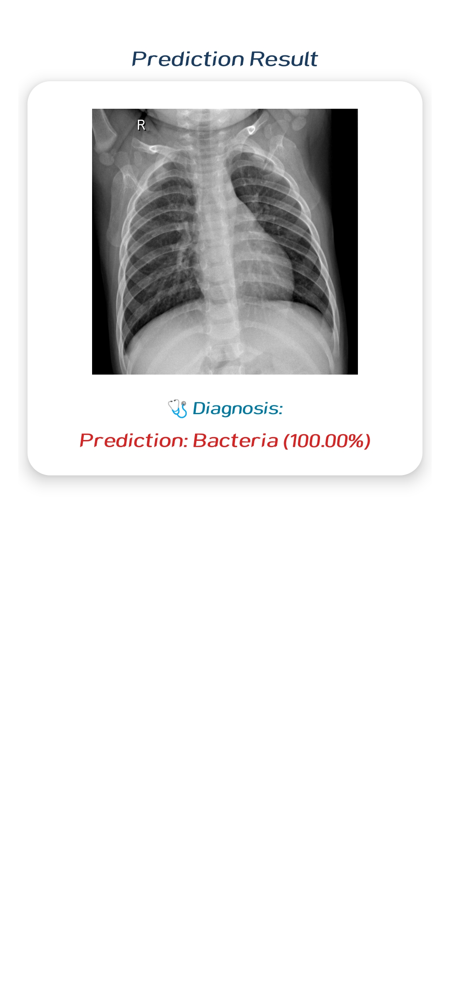 Prediction Result
R
🩺 Diagnosis:
Prediction: Bacteria (100.00%)